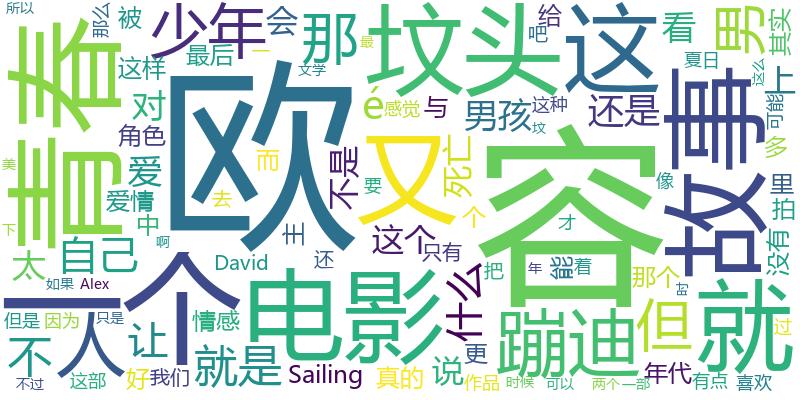 所以
那么
被
少年
会
那
坟头
这
给
吧
看
男
其实
青春
这样
最后
一
最
文学
夏日
这么
上
对
欧
é
感觉
与
男孩
这种
还是
故事
可能
角色
坟
多
爱
而
不是
又
死亡
容
像
里
美
爱情
去
要
个
拍
下
中
主
这个
只有
才
没有
太
自己
啊
David
还
把
年
能
着
那个
时
一个
如果
Alex
电影
什么
蹦迪
但
就
过
但是
因为
只是
情感
人
不
让
就是
Sailing
更
说
年代
不过
这部
好
我们
真的
作品
时候
可以
两个
一部
有点
喜欢